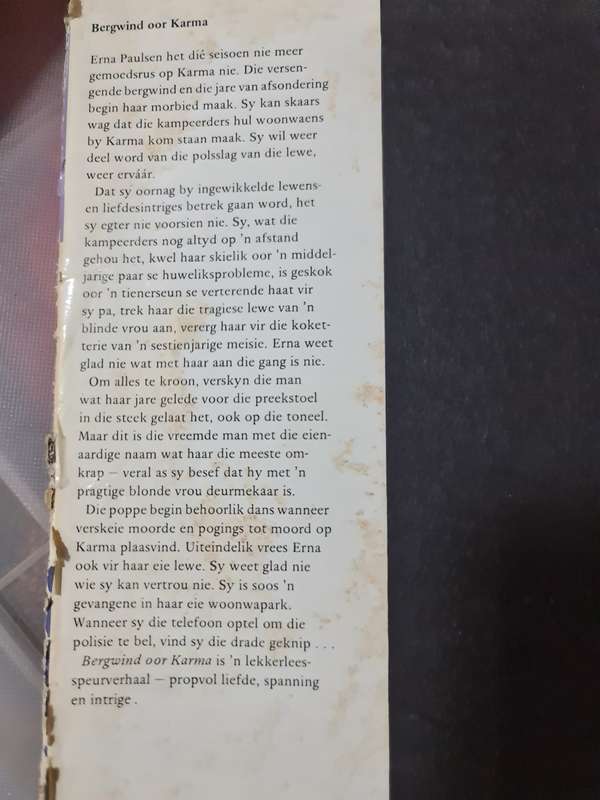 Bergwind oor Karma
Erna Paulsen het dié seisoen nie meer
gemoedsrus op Karma nie. Die versen-
gende bergwind en die jare van afsondering
begin haar morbied maak. Sy kan skaars
wag dat die kampeerders hul woonwaens
by Karma kom staan maak. Sy wil weer
deel word van die polsslag van die lewe,
weer erváár.
Dat sy oornag by ingewikkelde lewens-
en liefdesintriges betrek gaan word, het
sy egter nie voorsien nie. Sy, wat die
kampeerders nog altyd op 'n afstand
gehou het, kwel haar skielik oor 'n middel-
jarige paar se huweliksprobleme, is geskok
oor 'n tienerseun se verterende haat vir
sy pa, trek haar die tragiese lewe van 'n
blinde vrou aan, vererg haar vir die koket-
terie van 'n sestienjarige meisie. Erna weet
glad nie wat met haar aan die gang is nie.
Om alles te kroon, verskyn die man
wat haar jare gelede voor die preekstoel
in die steek gelaat het, ook op die toneel.
Maar dit is die vreemde man met die eien-
aardige naam wat haar die meeste om-
krap – veral as sy besef dat hy met 'n
pragtige blonde vrou deurmekaar is.
Die poppe begin behoorlik dans wanneer
verskeie moorde en pogings tot moord op
Karma plaasvind. Uiteindelik vrees Erna
ook vir haar eie lewe. Sy weet glad nie
wie sy kan vertrou nie. Sy is soos 'n
gevangene in haar eie woonwapark.
Wanneer sy die telefoon optel om die
polisie te bel, vind sy die drade geknip . . .
Bergwind oor Karma is 'n lekkerlees-
speurverhaal – propvol liefde, spanning
en intrige .